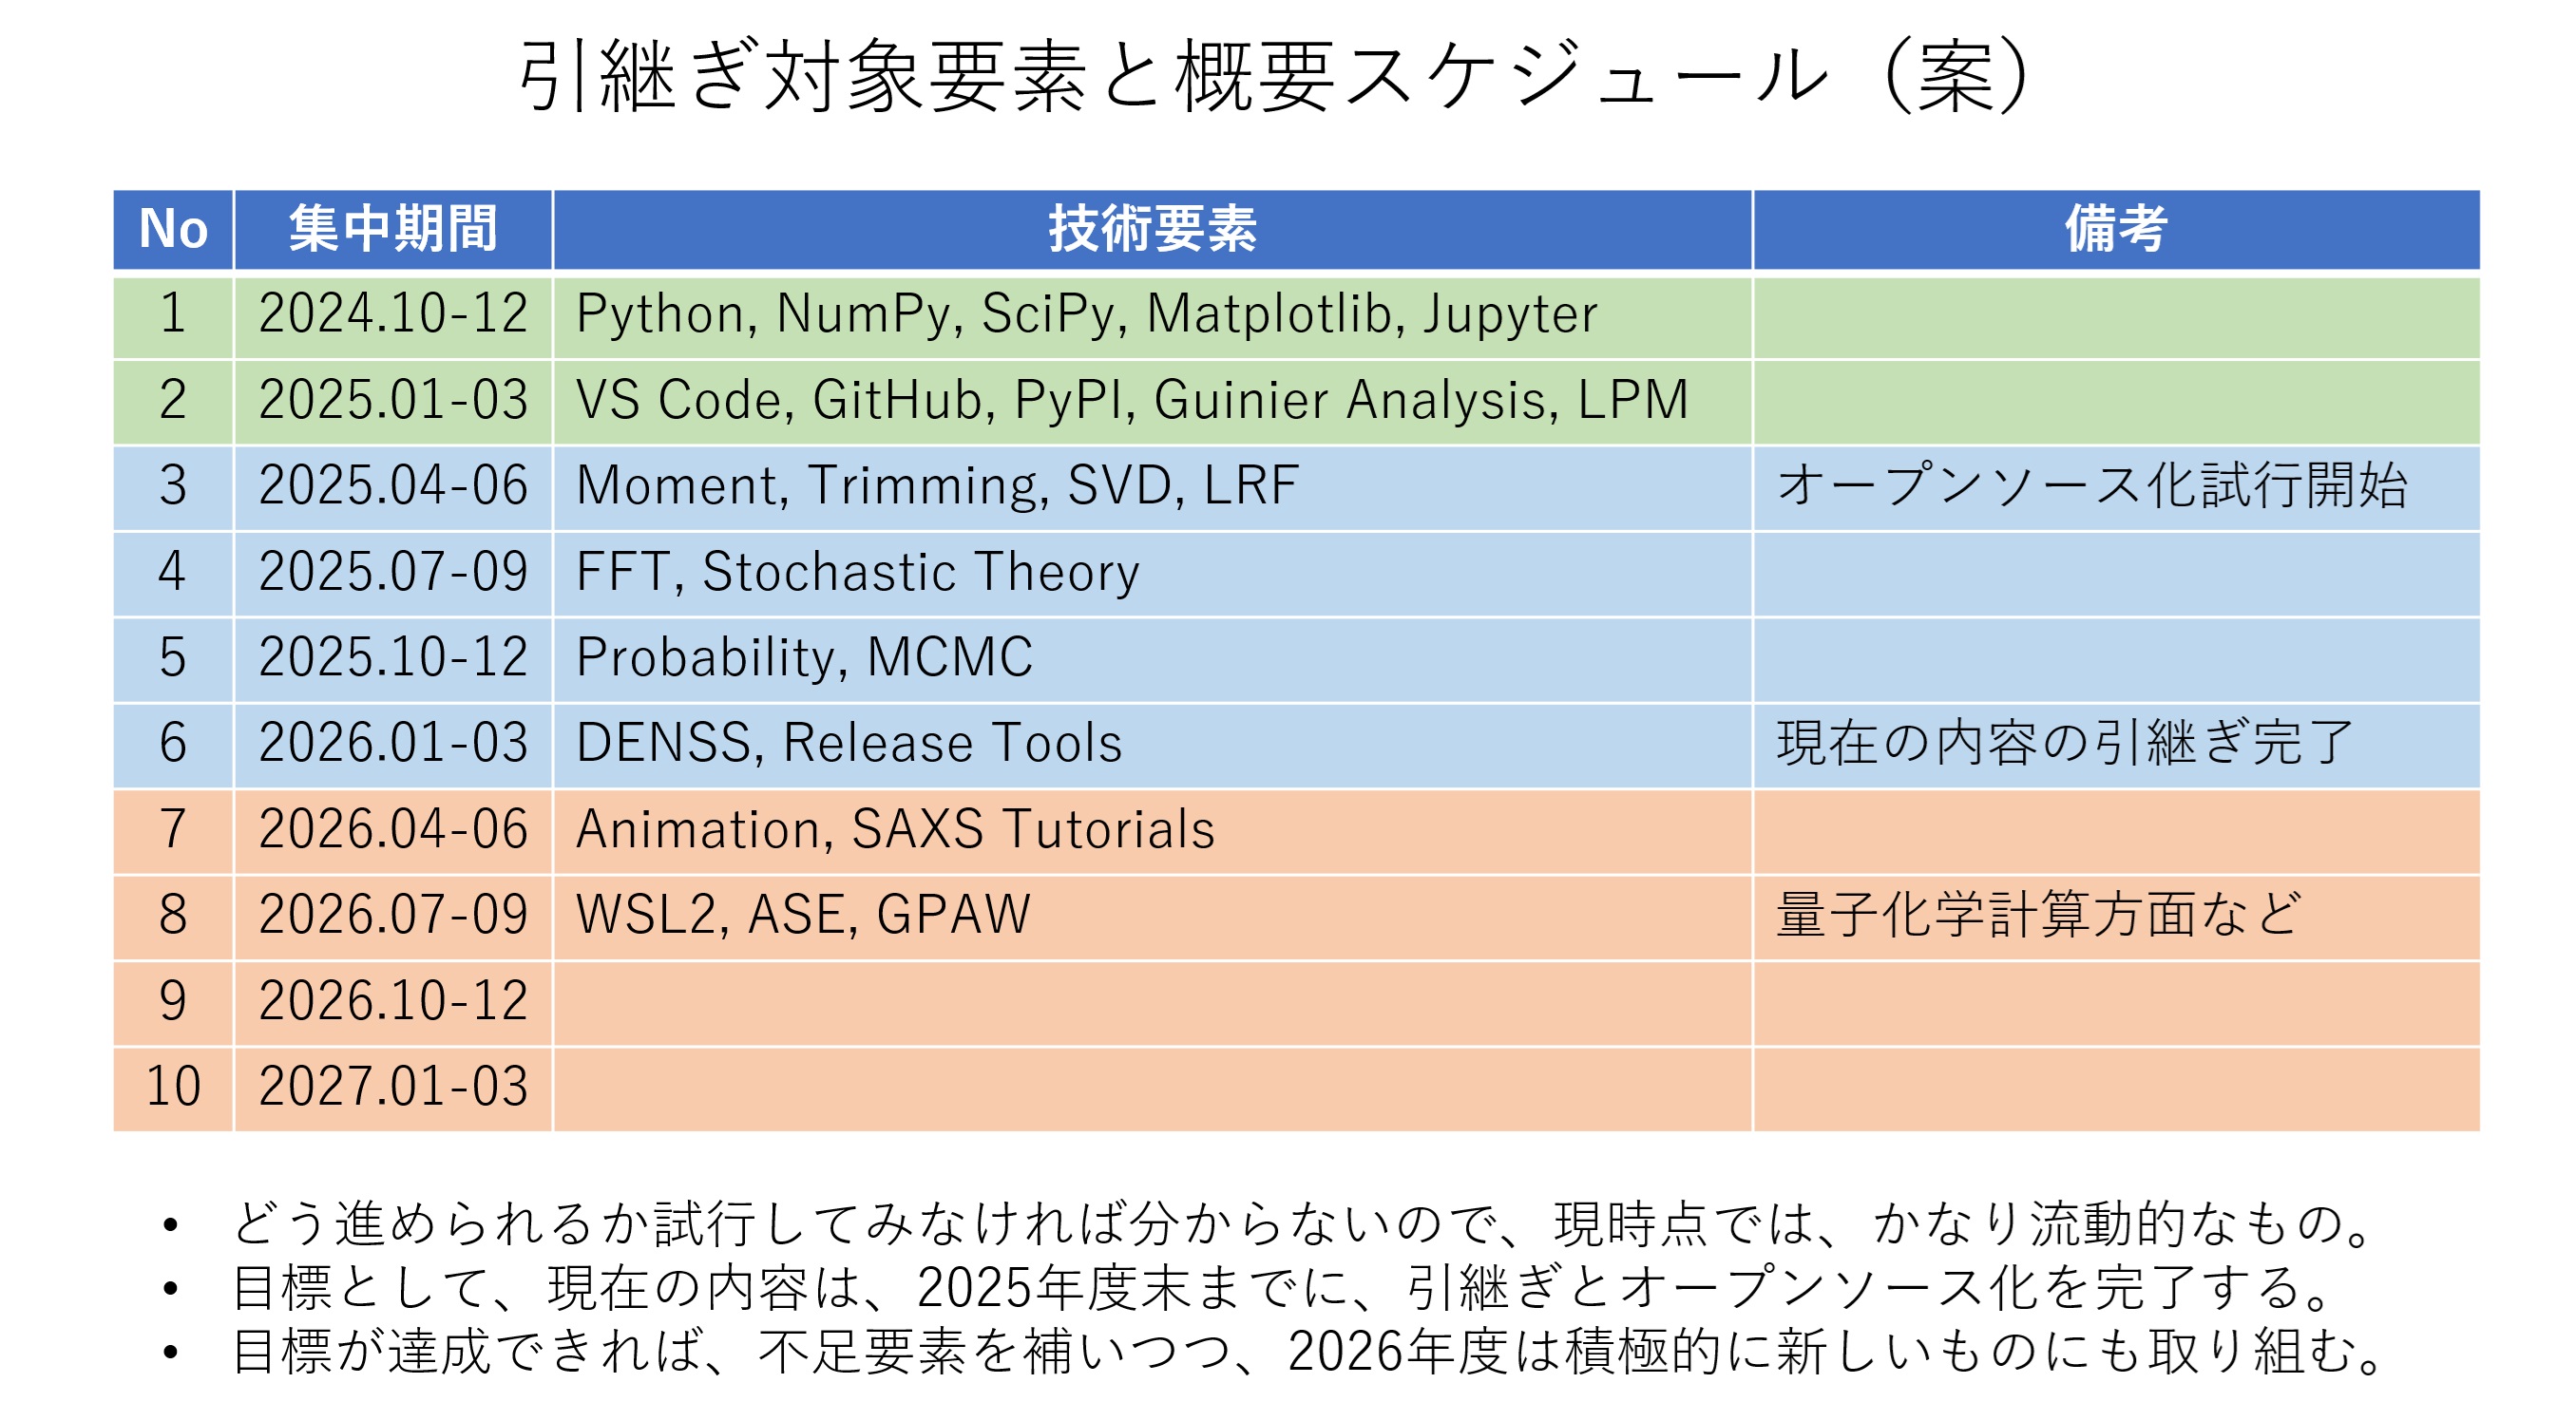 引継ぎ対象要素と概要スケジュール（案）
No 集中期間 技術要素 備考
1 2024.10-12 Python, NumPy, SciPy, Matplotlib, Jupyter
2 2025.01-03 VS Code, GitHub, PyPI, Guinier Analysis, LPM
3 2025.04-06 Moment, Trimming, SVD, LRF オープンソース化試行開始
4 2025.07-09 FFT, Stochastic Theory
5 2025.10-12 Probability, MCMC
6 2026.01-03 DENSS, Release Tools 現在の内容の引継ぎ完了
7 2026.04-06 Animation, SAXS Tutorials
8 2026.07-09 WSL2, ASE, GPAW 量子化学計算方面など
9 2026.10-12
10 2027.01-03
• どう進められるか試行してみなければ分からないので、現時点では、かなり流動的なもの。
• 目標として、現在の内容は、2025年度末までに、引継ぎとオープンソース化を完了する。
• 目標が達成できれば、不足要素を補いつつ、2026年度は積極的に新しいものにも取り組む。